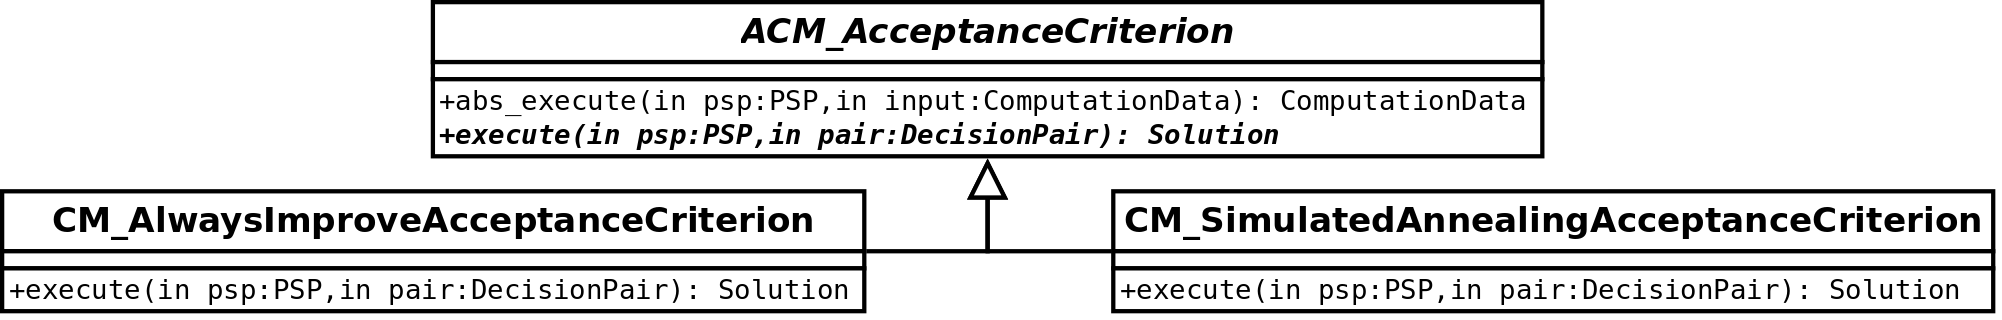 ACM_AcceptanceCriterion
+abs_execute(in psp:PSP,in input:ComputationData): ComputationData
+execute(in psp:PSP,in pair:DecisionPair): Solution
CM_AlwaysImproveAcceptanceCriterion
+execute(in psp:PSP,in pair:DecisionPair): Solution
CM_SimulatedAnnealingAcceptanceCriterion
+execute(in psp:PSP,in pair:DecisionPair): Solution